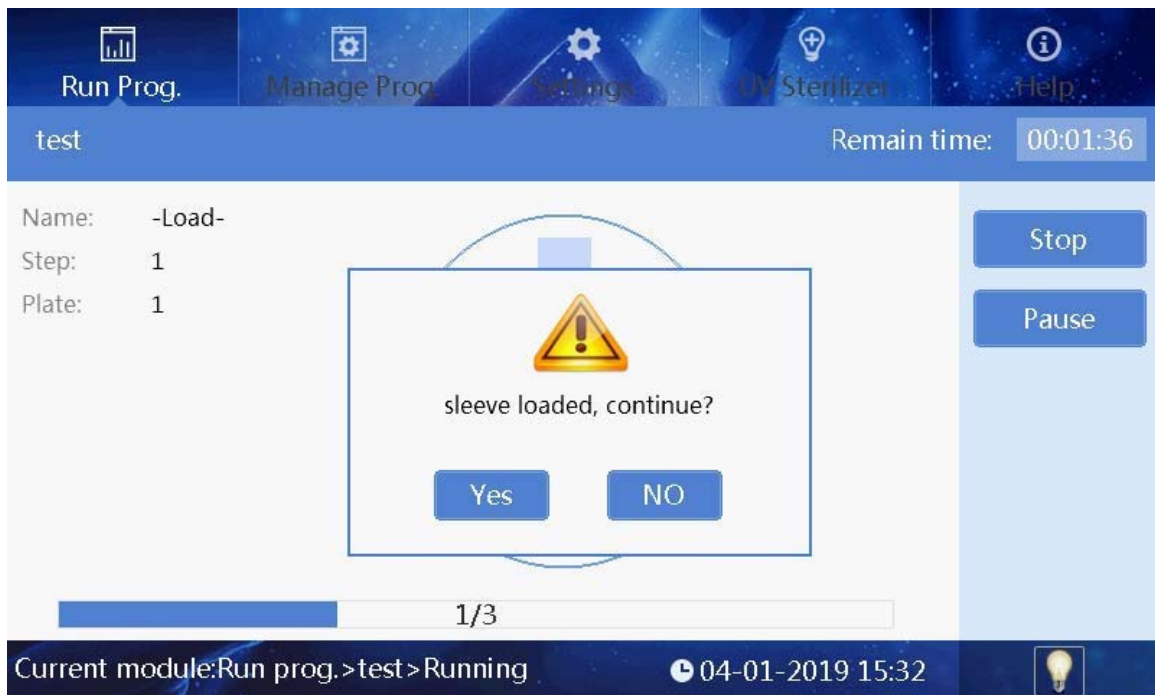 Run Prog.
Manage Prog.
Settings
UV Sterilizer
Help
test
Remain time: 00:01:36
Name: -Load-
Step: 1
Plate: 1
Stop
Pause
sleeve loaded, continue?
Yes
NO
1/3
Current module:Run prog.>test>Running
04-01-2019 15:32